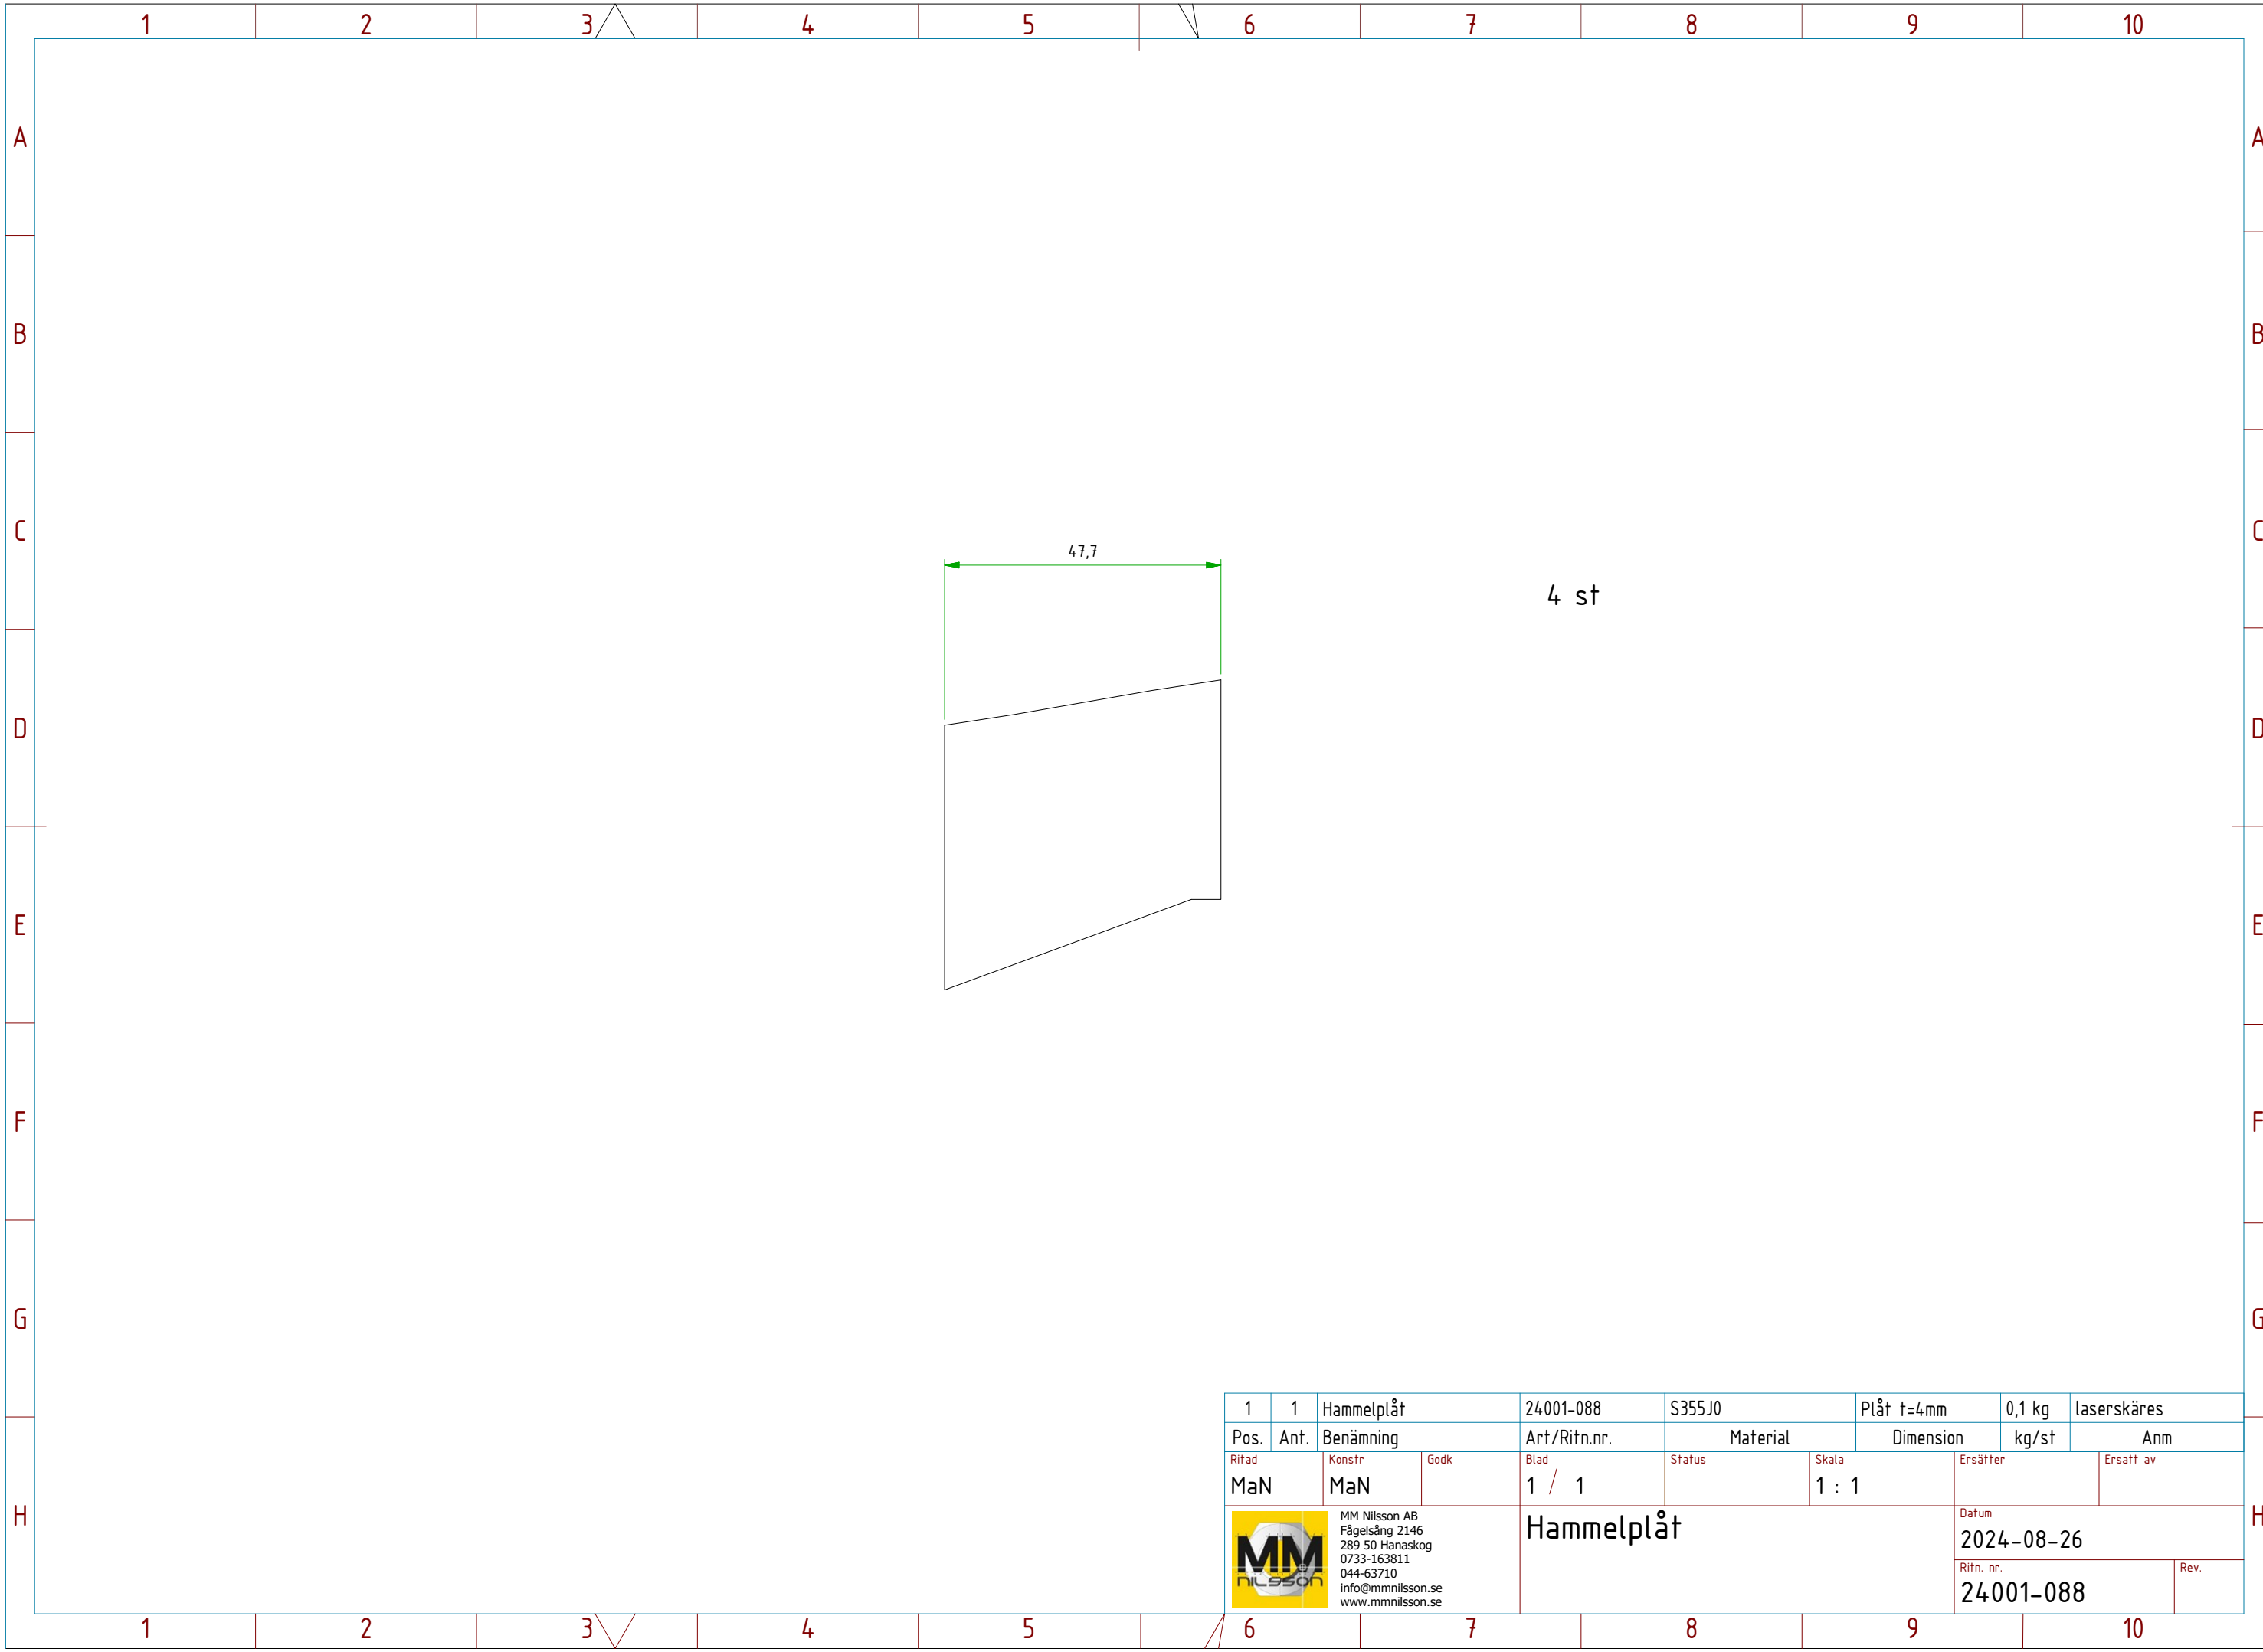 1 2 3 4 5 6 7 8 9 10
A A
B B
C C
47,7
4 st
D D
E E
F F
G G
1 1 Hammelplåt 24001-088 S355J0 Plåt t=4mm 0,1 kg laserskäres
Pos. Ant. Benämning Art/Ritn.nr. Material Dimension kg/st Anm
Ritad Konstr Godk Blad Status Skala Ersätter Ersatt av
MaN MaN 1 / 1 1 : 1
H H
MM Nilsson AB
Fågelsång 2146
289 50 Hanaskog
0733-163811
044-63710
info@mmnilsson.se
www.mmnilsson.se
MM
nilsson
Hammelplåt
Datum
2024-08-26
Ritn. nr. Rev.
24001-088
1 2 3 4 5 6 7 8 9 10